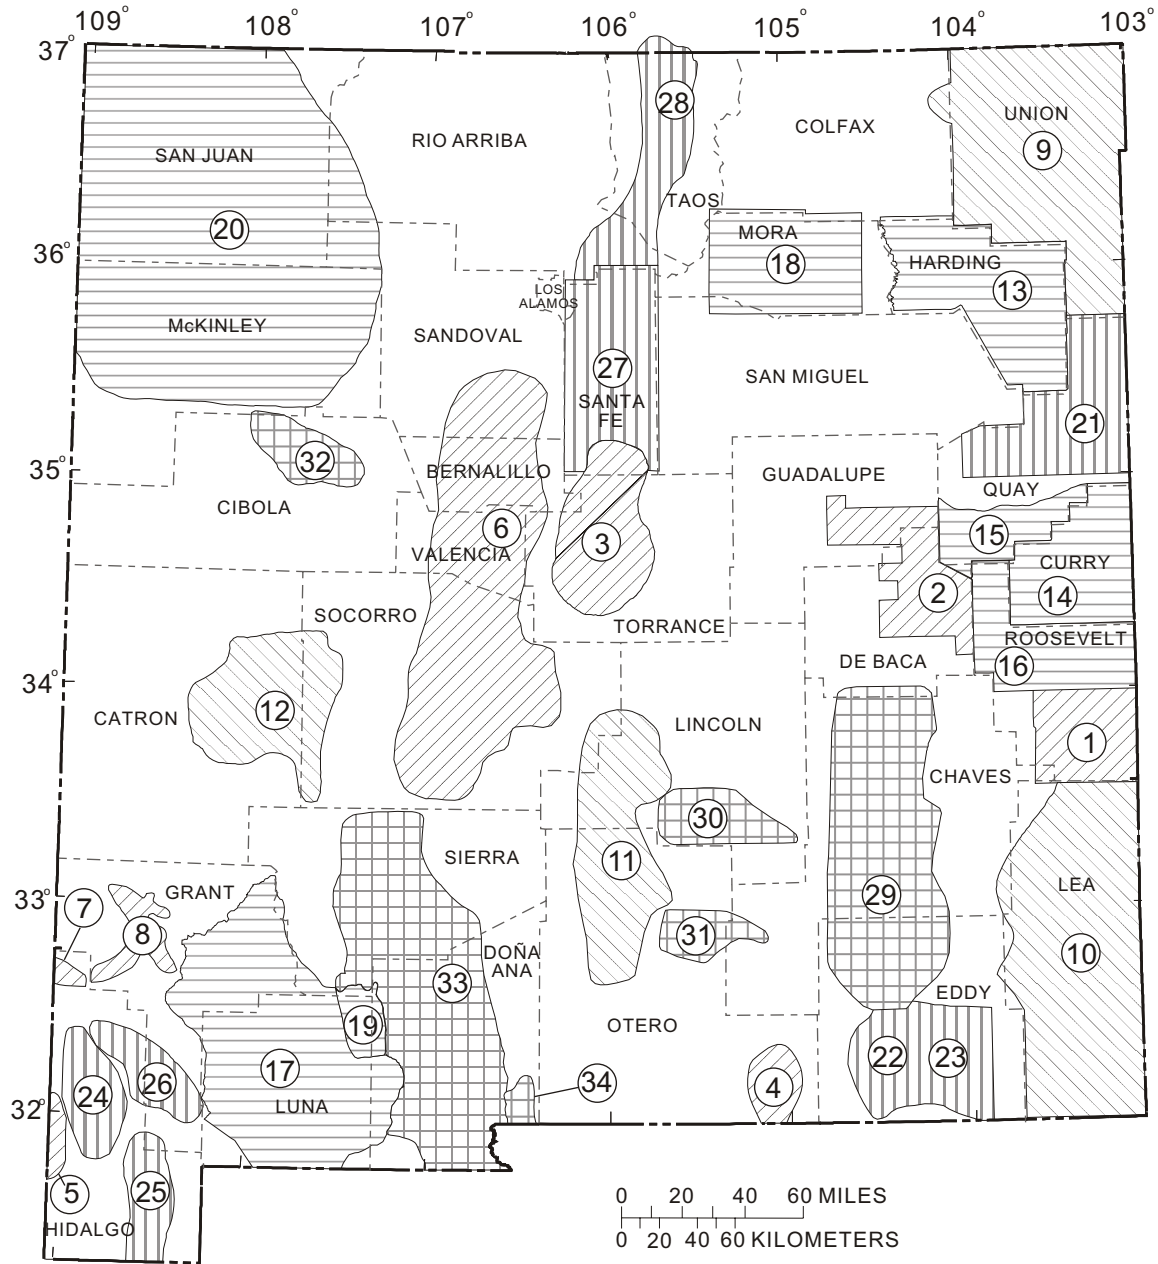 109° 108° 107° 106° 105° 104° 103°
37°
28
UNION
COLFAX
RIO ARRIBA
9
SAN JUAN
TAOS
20
MORA
36°
18
HARDING
13
LOS
ALAMOS
McKINLEY
SANDOVAL
27
SAN MIGUEL
SANTA
FE
21
32
35°
BERNALILLO
GUADALUPE
QUAY
CIBOLA
6
15
VALENCIA
3
CURRY
2
14
SOCORRO
TORRANCE
ROOSEVELT
DE BACA
16
34°
CATRON
12
LINCOLN
1
CHAVES
30
SIERRA
11
33°
GRANT
LEA
7
29
8
31
DOÑA
ANA
10
33
EDDY
19
OTERO
22
23
17
34
24
26
4
32°
LUNA
5
25
HIDALGO
0 20 40 60 MILES
0 20 40 60 KILOMETERS